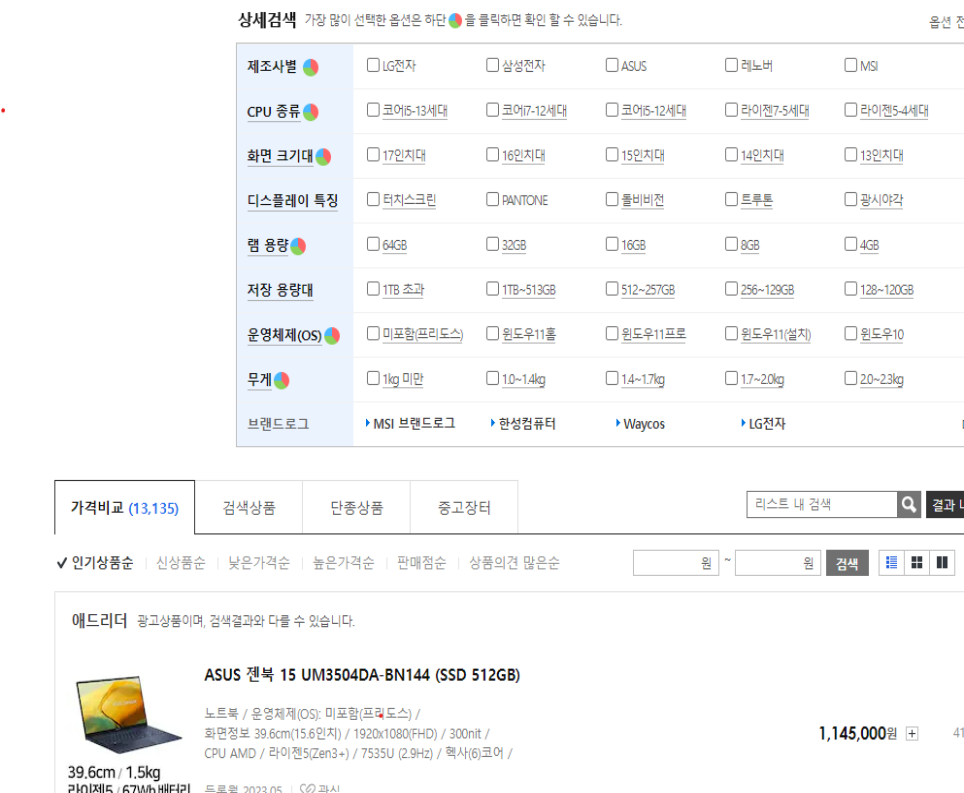 상세검색 가장 많이 선택한 옵션은 하단 을 클릭하면 확인 할 수 있습니다.
옵션
제조사별 LG전자 삼성전자 ASUS 레노버 MSI
CPU 종류 코어i5-13세대 코어i7-12세대 코어i5-12세대 라이젠7-5세대 라이젠5-4세대
화면 크기대 17인치대 16인치대 15인치대 14인치대 13인치대
디스플레이 특징 터치스크린 PANTONE 돌비비전 트루톤 광시야각
램 용량 64GB 32GB 16GB 8GB 4GB
저장 용량대 1TB 초과 1TB~513GB 512~257GB 256~129GB 128~120GB
운영체제(OS) 미포함(프리도스) 윈도우11홈 윈도우11프로 윈도우11(설치) 윈도우10
무게 1kg 미만 1.0~1.4kg 1.4~1.7kg 1.7~2.0kg 2.0~2.3kg
브랜드로그 MSI 브랜드로그 한성컴퓨터 Waycos LG전자
가격비교 (13,135) 검색상품 단종상품 중고장터 리스트 내 검색 결과
인기상품순 신상품순 낮은가격순 높은가격순 판매점순 상품의견 많은순 원 ~ 원 검색
애드리더 광고상품이며, 검색결과와 다를 수 있습니다.
ASUS 젠북 15 UM3504DA-BN144 (SSD 512GB)
노트북 / 운영체제(OS): 미포함(프리도스) /
화면정보 39.6cm(15.6인치) / 1920x1080(FHD) / 300nit /
1,145,000원
CPU AMD / 라이젠5(Zen3+) / 7535U (2.9Hz) / 헥사(6)코어 /
39.6cm / 1.5kg
라이젠5 / 67Wh 배터리
등록월 2023.05 관심